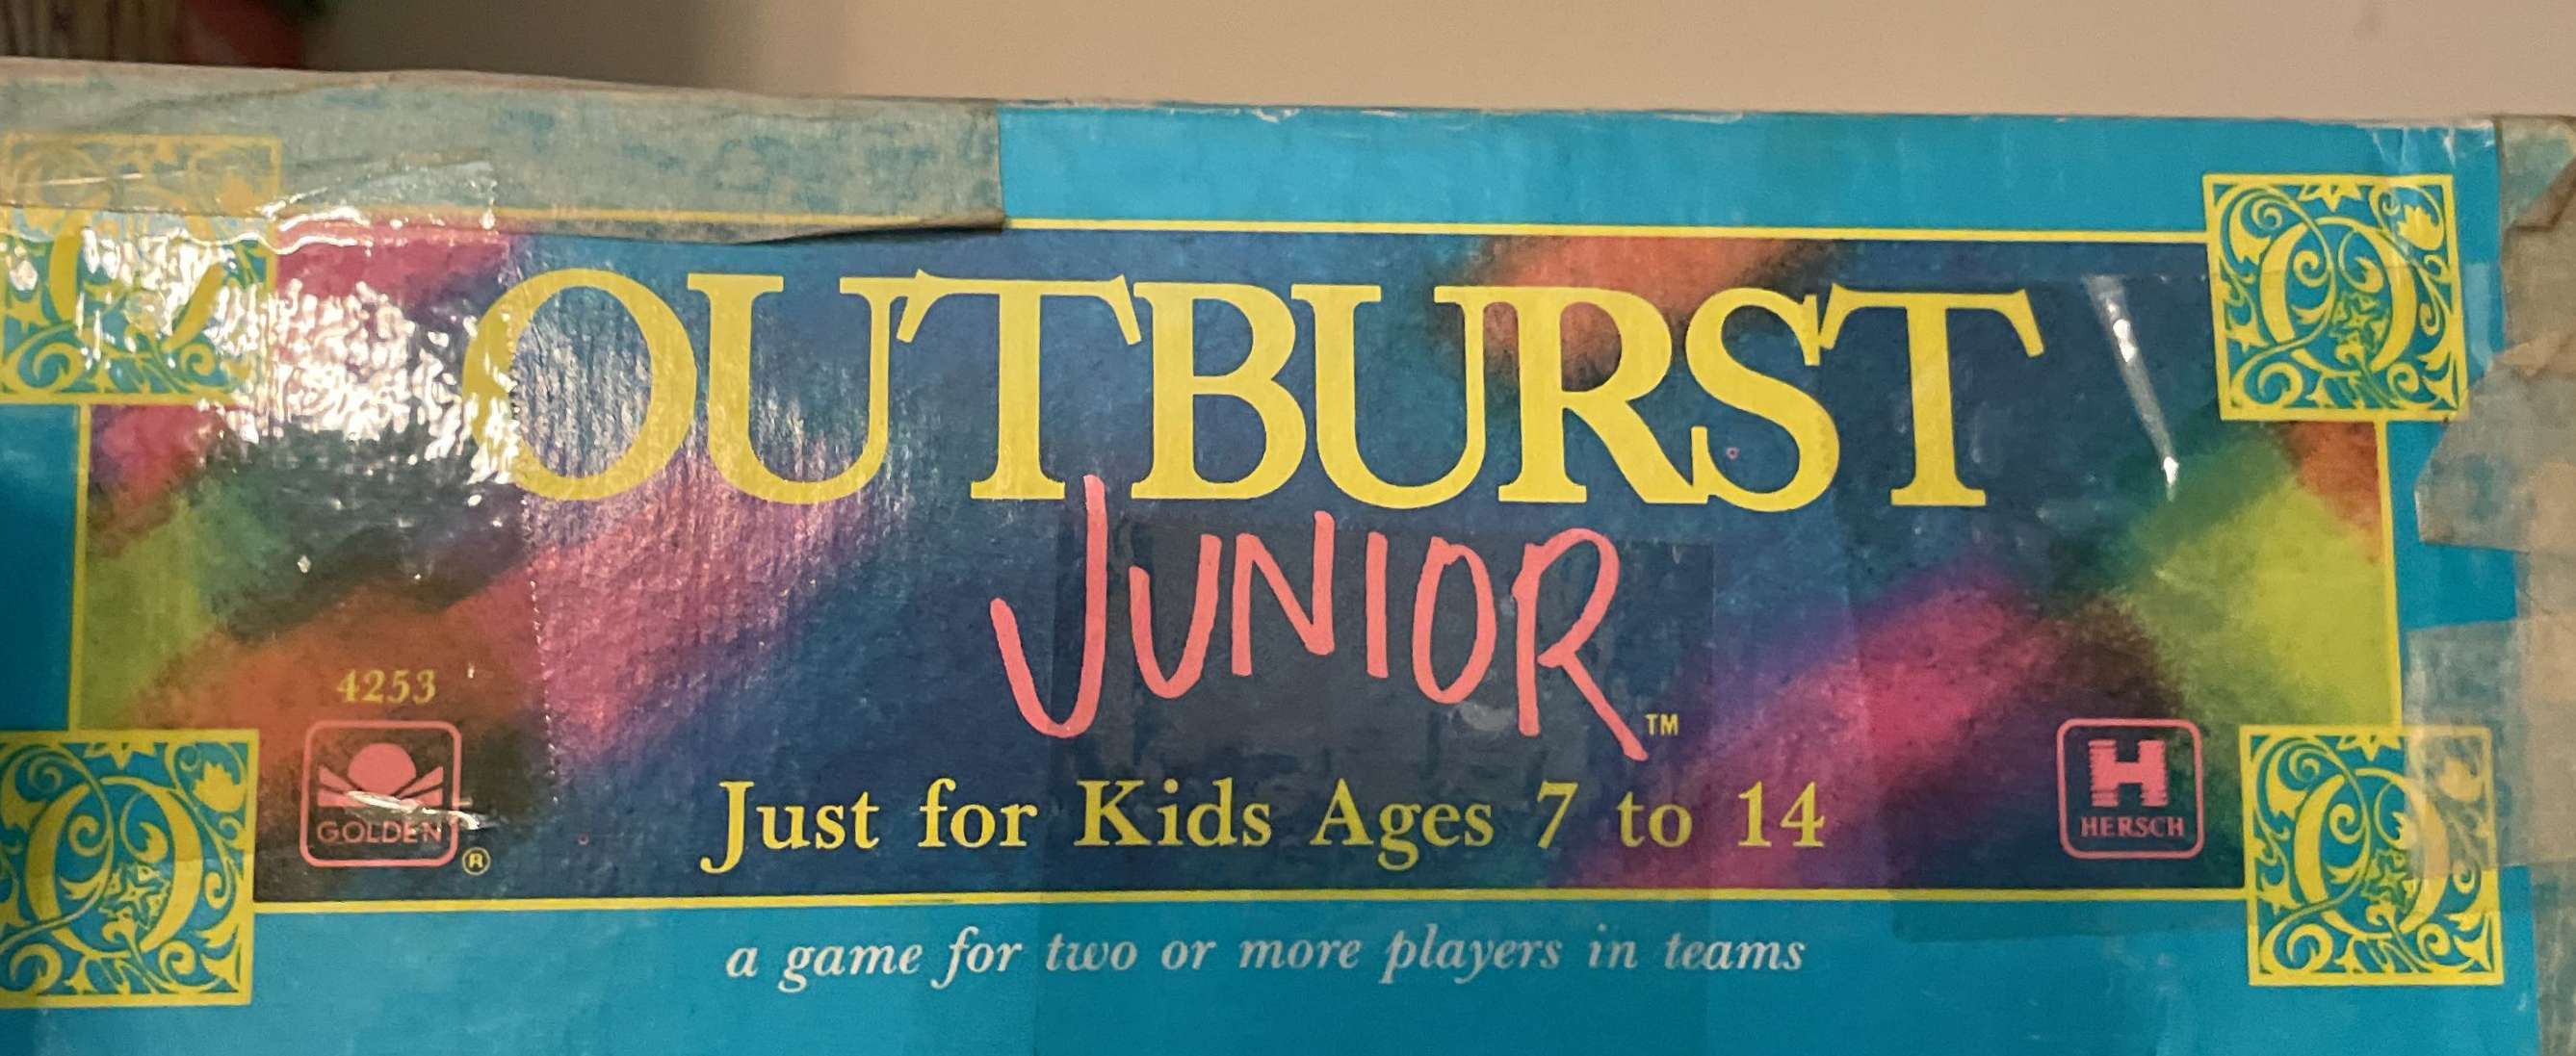 OUTBURST
JUNIOR™
4253
GOLDEN®
Just for Kids Ages 7 to 14
H
HERSCH
a game for two or more players in teams